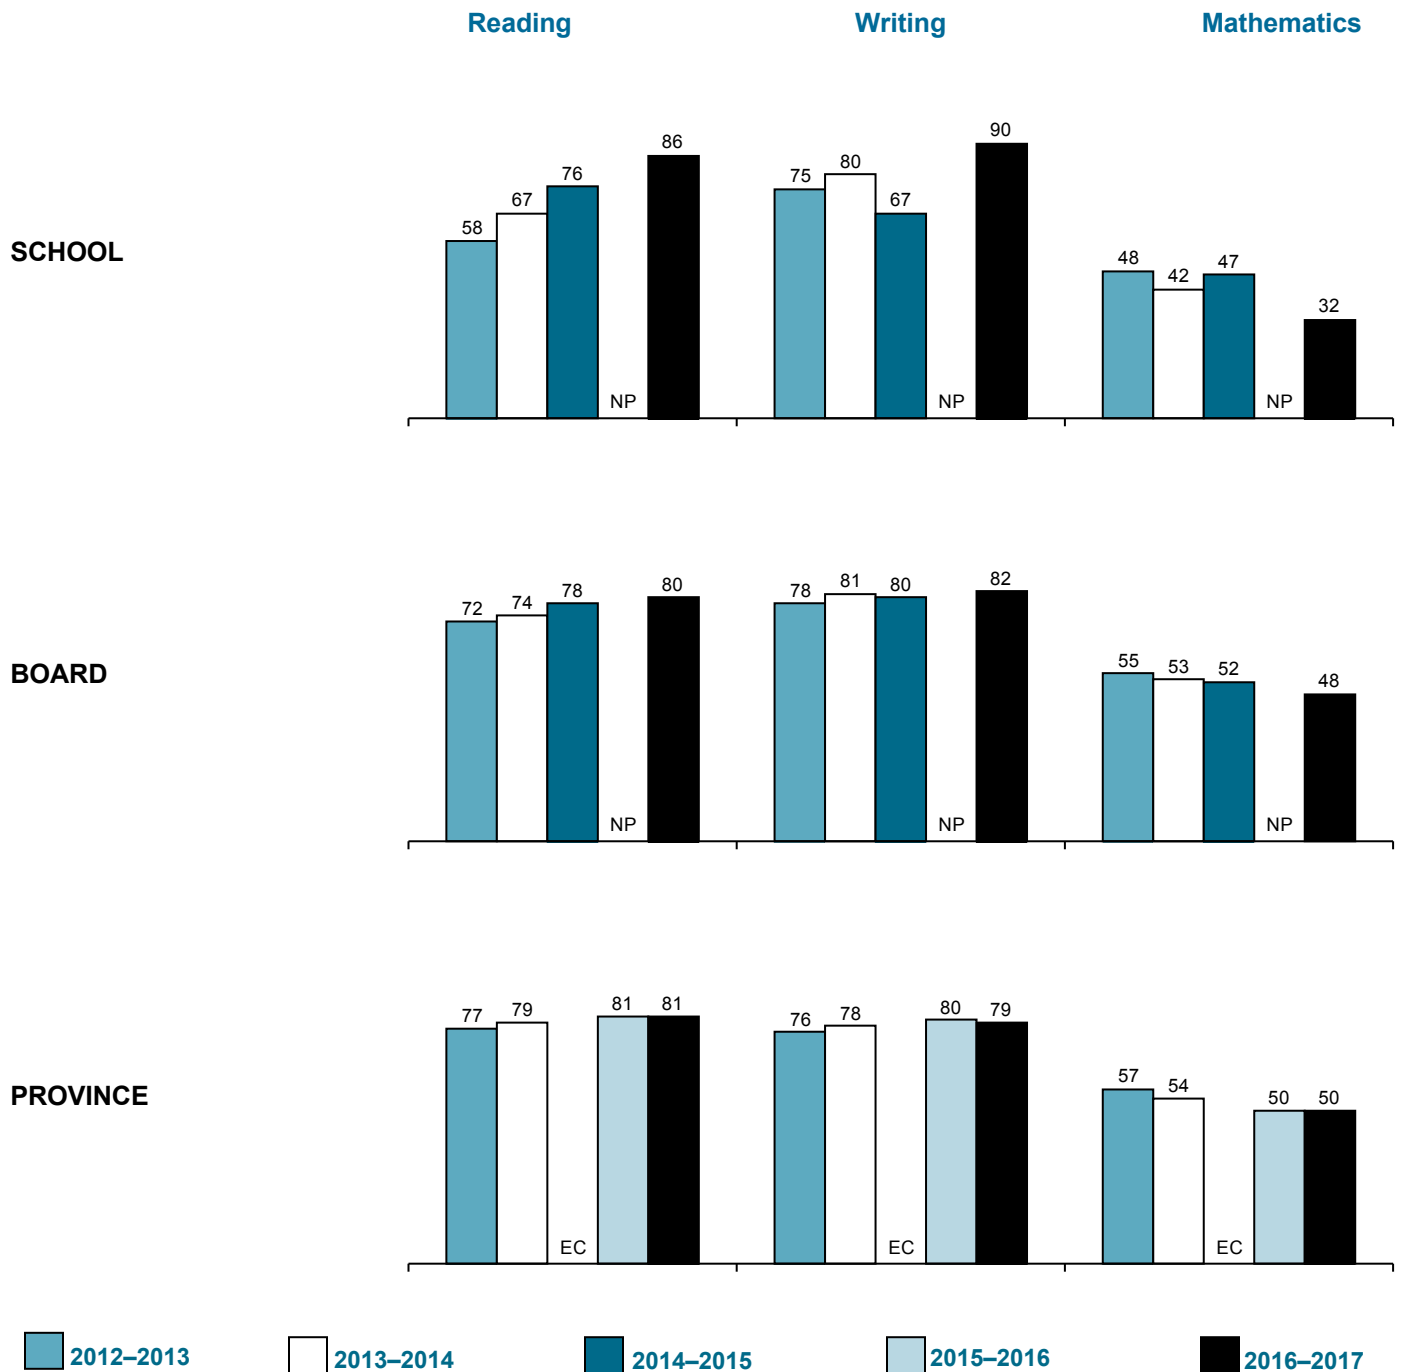 Reading Writing Mathematics
SCHOOL
58 67 76 NP 86 75 80 67 NP 90 48 42 47 NP 32
BOARD
72 74 78 NP 80 78 81 80 NP 82 55 53 52 NP 48
PROVINCE
77 79 EC 81 81 76 78 EC 80 79 57 54 EC 50 50
2012–2013 2013–2014 2014–2015 2015–2016 2016–2017